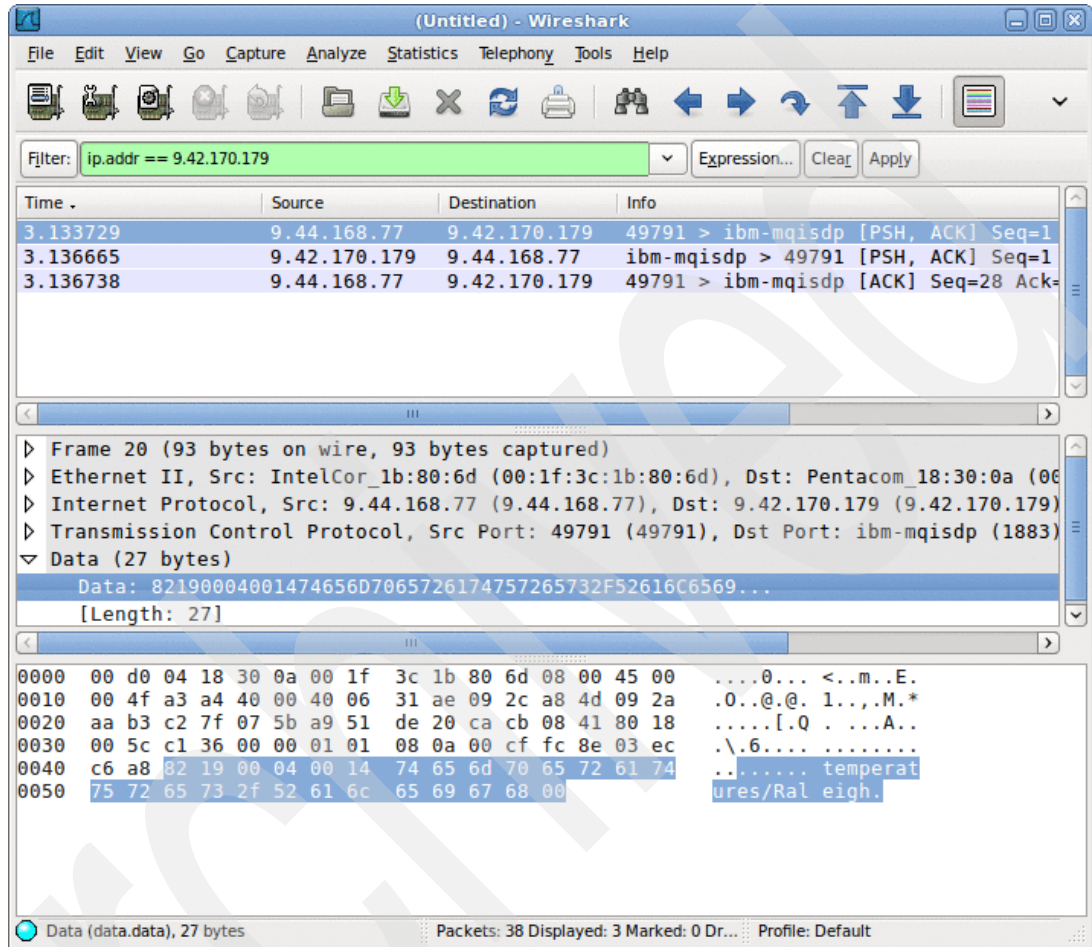 (Untitled) - Wireshark
File Edit View Go Capture Analyze Statistics Telephony Tools Help
Filter: ip.addr == 9.42.170.179 Expression... Clear Apply
Time Source Destination Info
3.133729 9.44.168.77 9.42.170.179 49791 > ibm-mqisdp [PSH, ACK] Seq=1
3.136665 9.42.170.179 9.44.168.77 ibm-mqisdp > 49791 [PSH, ACK] Seq=1
3.136738 9.44.168.77 9.42.170.179 49791 > ibm-mqisdp [ACK] Seq=28 Ack=
Frame 20 (93 bytes on wire, 93 bytes captured)
Ethernet II, Src: IntelCor_1b:80:6d (00:1f:3c:1b:80:6d), Dst: Pentacom_18:30:0a (00
Internet Protocol, Src: 9.44.168.77 (9.44.168.77), Dst: 9.42.170.179 (9.42.170.179)
Transmission Control Protocol, Src Port: 49791 (49791), Dst Port: ibm-mqisdp (1883)
Data (27 bytes)
Data: 82190004001474656D7065726174757265732F52616C6569...
[Length: 27]
0000 00 d0 04 18 30 0a 00 1f 3c 1b 80 6d 08 00 45 00 ....0... <..m..E.
0010 00 4f a3 a4 40 00 40 06 31 ae 09 2c a8 4d 09 2a .O..@.@. 1..,.M.*
0020 aa b3 c2 7f 07 5b a9 51 de 20 ca cb 08 41 80 18 .....[.Q . ...A..
0030 00 5c c1 36 00 00 01 01 08 0a 00 cf fc 8e 03 ec .\.6.... ........
0040 c6 a8 82 19 00 04 00 14 74 65 6d 70 65 72 61 74 ........ temperat
0050 75 72 65 73 2f 52 61 6c 65 69 67 68 00 ures/Ral eigh.
Data (data.data), 27 bytes Packets: 38 Displayed: 3 Marked: 0 Dr... Profile: Default